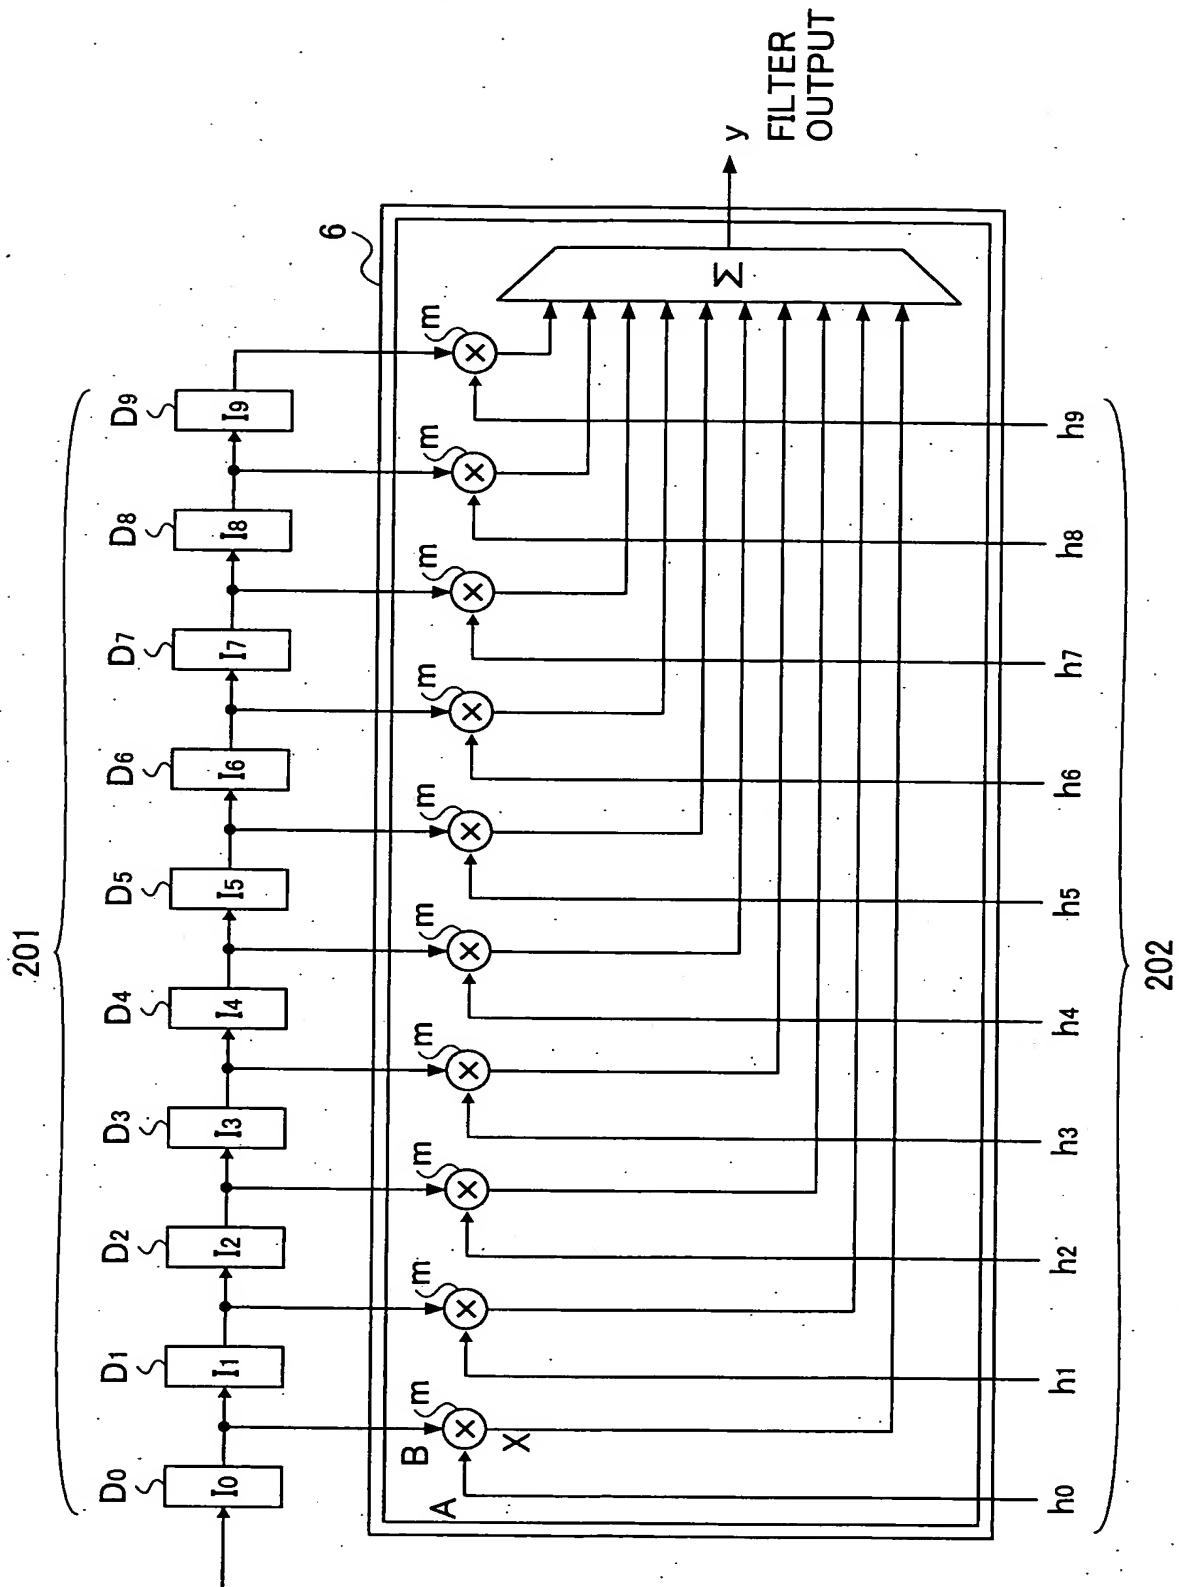 201
D0 D1 D2 D3 D4 D5 D6 D7 D8 D9
I0 I1 I2 I3 I4 I5 I6 I7 I8 I9
6
m m m m m m m m m m
B
× × × × × × × × × ×
A
X
Σ
y
FILTER
OUTPUT
h0 h1 h2 h3 h4 h5 h6 h7 h8 h9
202